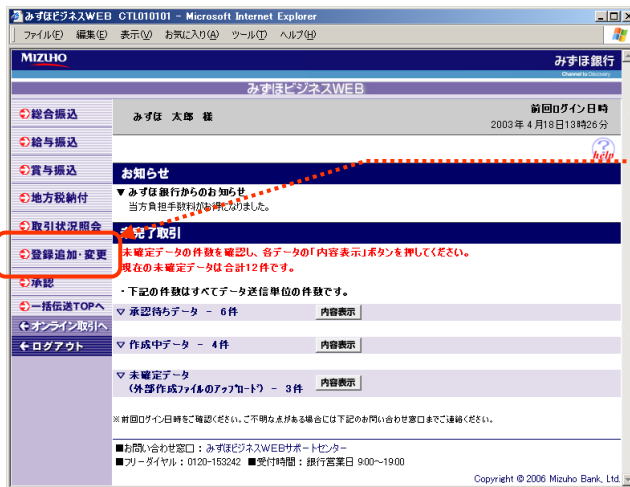 みずほビジネスWEB GTL010101 - Microsoft Internet Explorer
ファイル(F) 編集(E) 表示(V) お気に入り(A) ツール(T) ヘルプ(H)
MIZUHO
みずほ銀行
Channel to Discovery
みずほビジネスWEB
総合振込
給与振込
賞与振込
地方税納付
取引状況照会
登録追加・変更
承認
一括伝送TOPへ
オンライン取引へ
ログアウト
みずほ 太郎 様
前回ログイン日時
2003年4月18日13時26分
help
お知らせ
▼ みずほ銀行からのお知らせ
当方負担手数料がお得になりました。
未完了取引
未確定データの件数を確認し、各データの「内容表示」ボタンを押してください。
現在の未確定データは合計12件です。
・下記の件数はすべてデータ送信単位の件数です。
▽ 承認待ちデータ - 6件 内容表示
▽ 作成中データ - 4件 内容表示
▽ 未確定データ
(外部作成ファイルのアップロード) - 3件 内容表示
※前回ログイン日時をご確認ください。ご不明な点がある場合には下記のお問い合わせ窓口までご連絡ください。
■お問い合わせ窓口:みずほビジネスWEBサポートセンター
■フリーダイヤル:0120-153242 ■受付時間:銀行営業日 9:00~19:00
Copyright © 2006 Mizuho Bank, Ltd.